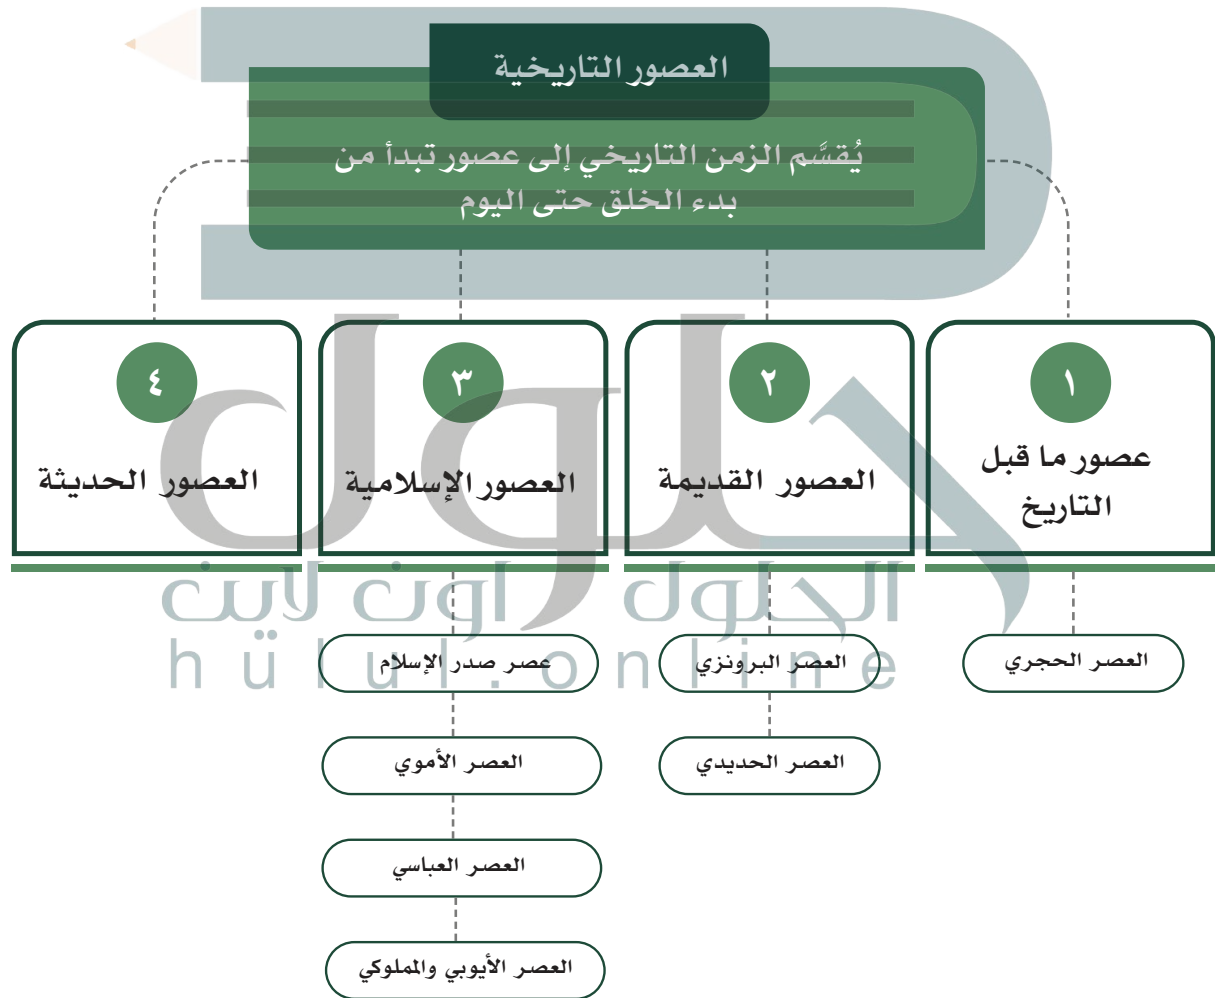 العصور التاريخية
يُقسَّم الزمن التاريخي إلى عصور تبدأ من
بدء الخلق حتى اليوم
١
عصور ما قبل
التاريخ
العصر الحجري
٢
العصور القديمة
العصر البرونزي
العصر الحديدي
٣
العصور الإسلامية
عصر صدر الإسلام
العصر الأموي
العصر العباسي
العصر الأيوبي والمملوكي
٤
العصور الحديثة
حلول
الحلول اون لاين
hülul.online